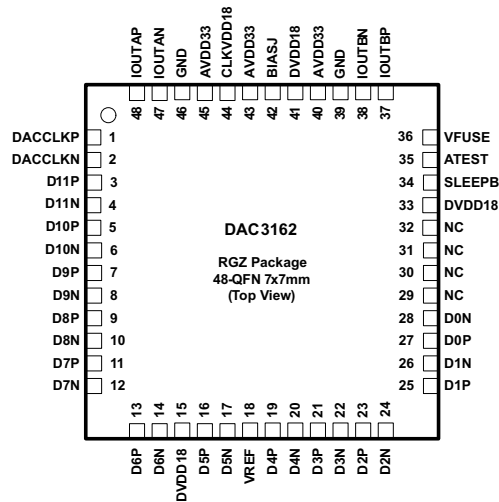 IOUTAP
IOUTAN
GND
AVDD33
CLKVDD18
AVDD33
BIASJ
DVDD18
AVDD33
GND
IOUTBN
IOUTBP
48
47
46
45
44
43
42
41
40
39
38
37
DACCLKP 1
DACCLKN 2
D11P 3
D11N 4
D10P 5
D10N 6
D9P 7
D9N 8
D8P 9
D8N 10
D7P 11
D7N 12
DAC3162
RGZ Package
48-QFN 7x7mm
(Top View)
36 VFUSE
35 ATEST
34 SLEEPB
33 DVDD18
32 NC
31 NC
30 NC
29 NC
28 D0N
27 D0P
26 D1N
25 D1P
13
14
15
16
17
18
19
20
21
22
23
24
D6P
D6N
DVDD18
D5P
D5N
VREF
D4P
D4N
D3P
D3N
D2P
D2N